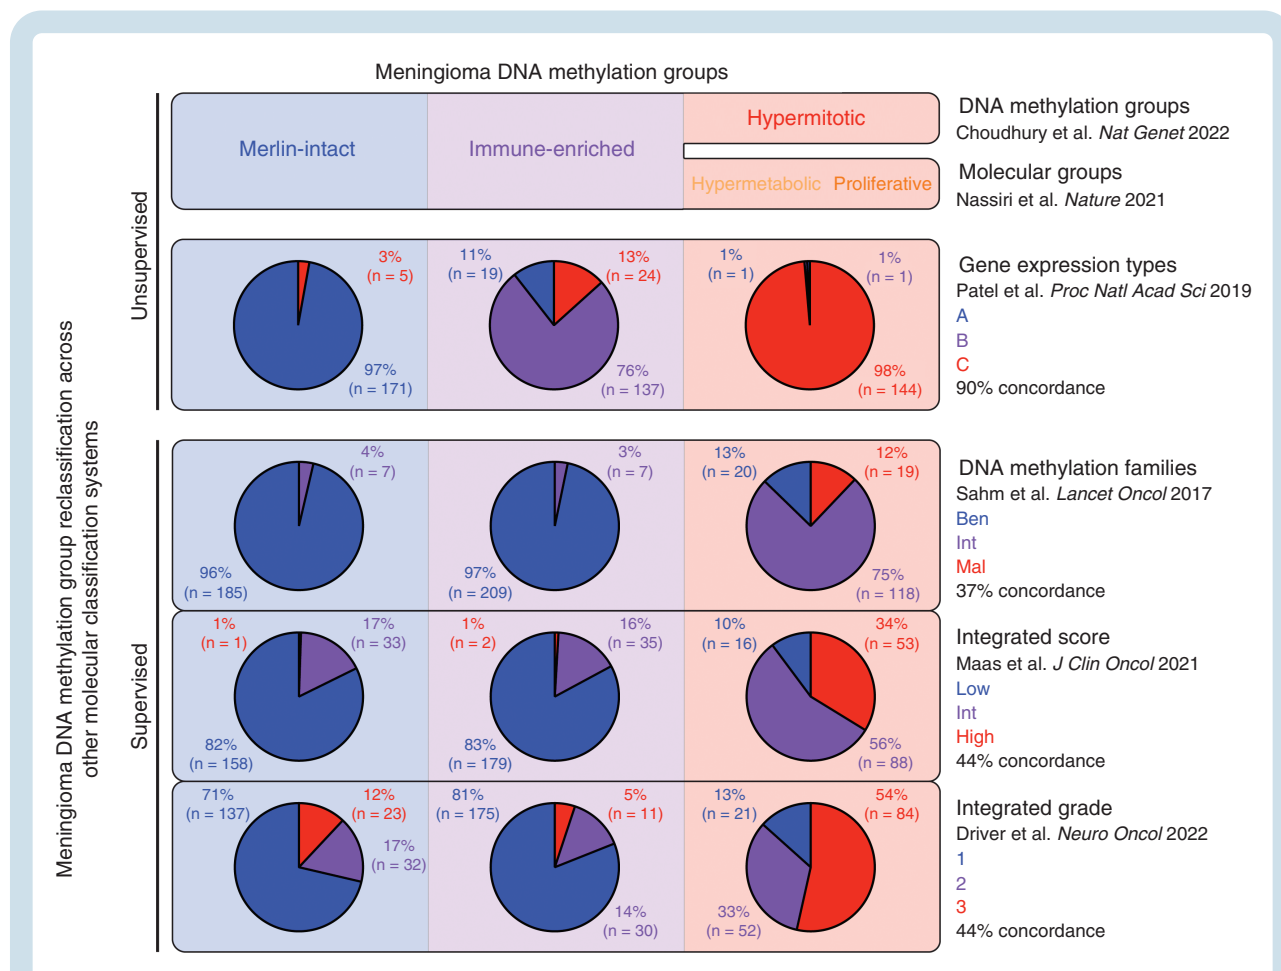 Meningioma DNA methylation groups
Merlin-intact
Immune-enriched
Hypermitotic
Hypermetabolic
Proliferative
DNA methylation groups
Choudhury et al. Nat Genet 2022
Molecular groups
Nassiri et al. Nature 2021
Meningioma DNA methylation group reclassification across
other molecular classification systems
Unsupervised
3%
(n = 5)
97%
(n = 171)
11%
(n = 19)
13%
(n = 24)
76%
(n = 137)
1%
(n = 1)
1%
(n = 1)
98%
(n = 144)
Gene expression types
Patel et al. Proc Natl Acad Sci 2019
A
B
C
90% concordance
Supervised
4%
(n = 7)
96%
(n = 185)
3%
(n = 7)
97%
(n = 209)
13%
(n = 20)
12%
(n = 19)
75%
(n = 118)
DNA methylation families
Sahm et al. Lancet Oncol 2017
Ben
Int
Mal
37% concordance
1%
(n = 1)
17%
(n = 33)
82%
(n = 158)
1%
(n = 2)
16%
(n = 35)
83%
(n = 179)
10%
(n = 16)
34%
(n = 53)
56%
(n = 88)
Integrated score
Maas et al. J Clin Oncol 2021
Low
Int
High
44% concordance
71%
(n = 137)
12%
(n = 23)
17%
(n = 32)
81%
(n = 175)
5%
(n = 11)
14%
(n = 30)
13%
(n = 21)
54%
(n = 84)
33%
(n = 52)
Integrated grade
Driver et al. Neuro Oncol 2022
1
2
3
44% concordance